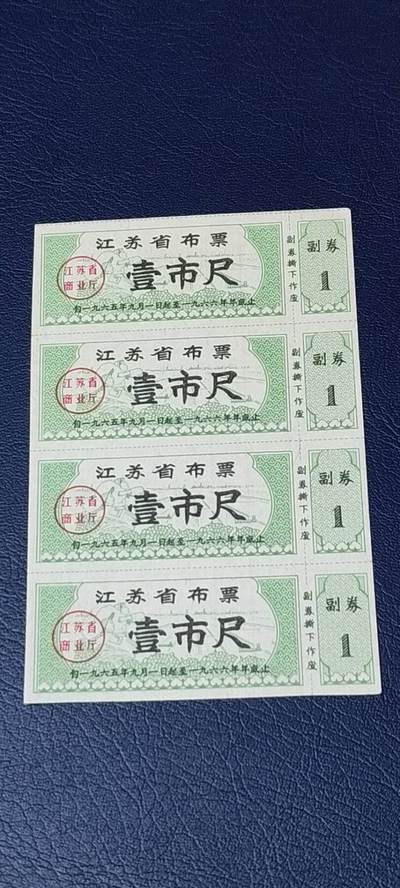 江苏省布票
江苏省
商业厅
壹市尺
自一九六五年九月一日起至一九六六年年底止
副券撕下作废
副券
1
江苏省布票
江苏省
商业厅
壹市尺
自一九六五年九月一日起至一九六六年年底止
副券撕下作废
副券
1
江苏省布票
江苏省
商业厅
壹市尺
自一九六五年九月一日起至一九六六年年底止
副券撕下作废
副券
1
江苏省布票
江苏省
商业厅
壹市尺
自一九六五年九月一日起至一九六六年年底止
副券撕下作废
副券
1